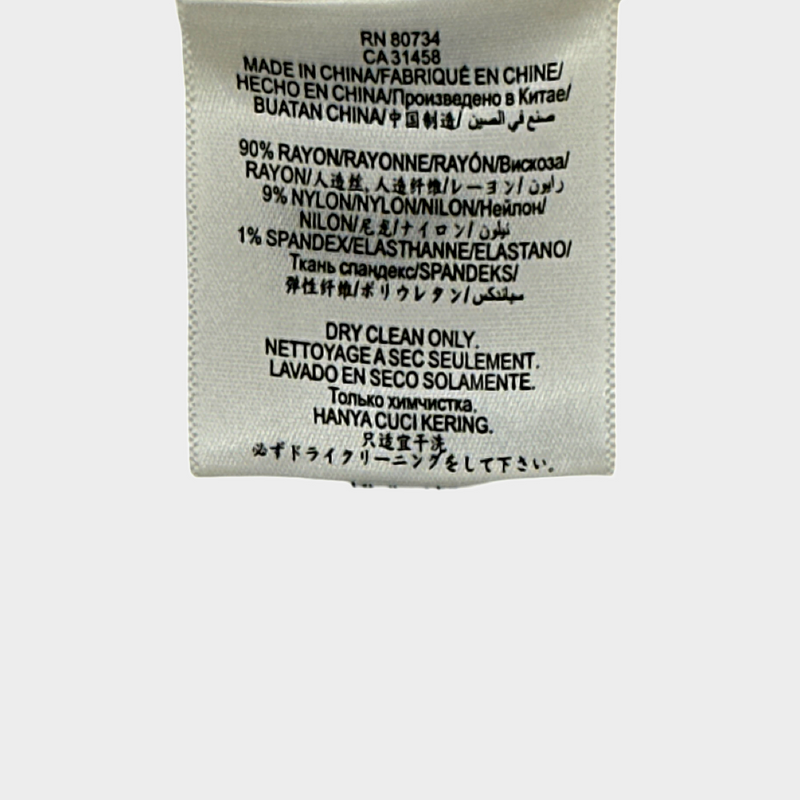 RN 80734
CA 31458
MADE IN CHINA/FABRIQUÉ EN CHINE/
HECHO EN CHINA/Произведено в Китае/
BUATAN CHINA/中国制造/ صنع في الصين
90% RAYON/RAYONNE/RAYÓN/Вискоза/
RAYON/人造丝, 人造纤维/レーヨン/ رايون
9% NYLON/NYLON/NILON/Нейлон/
NILON/尼龙/ナイロン/ نيلون
1% SPANDEX/ELASTHANNE/ELASTANO/
Ткань спандекс/SPANDEKS/
弹性纤维/ポリウレタン/ سباندكس
DRY CLEAN ONLY.
NETTOYAGE A SEC SEULEMENT.
LAVADO EN SECO SOLAMENTE.
Только химчистка.
HANYA CUCI KERING.
只适宜干洗
必ずドライクリーニングをして下さい。